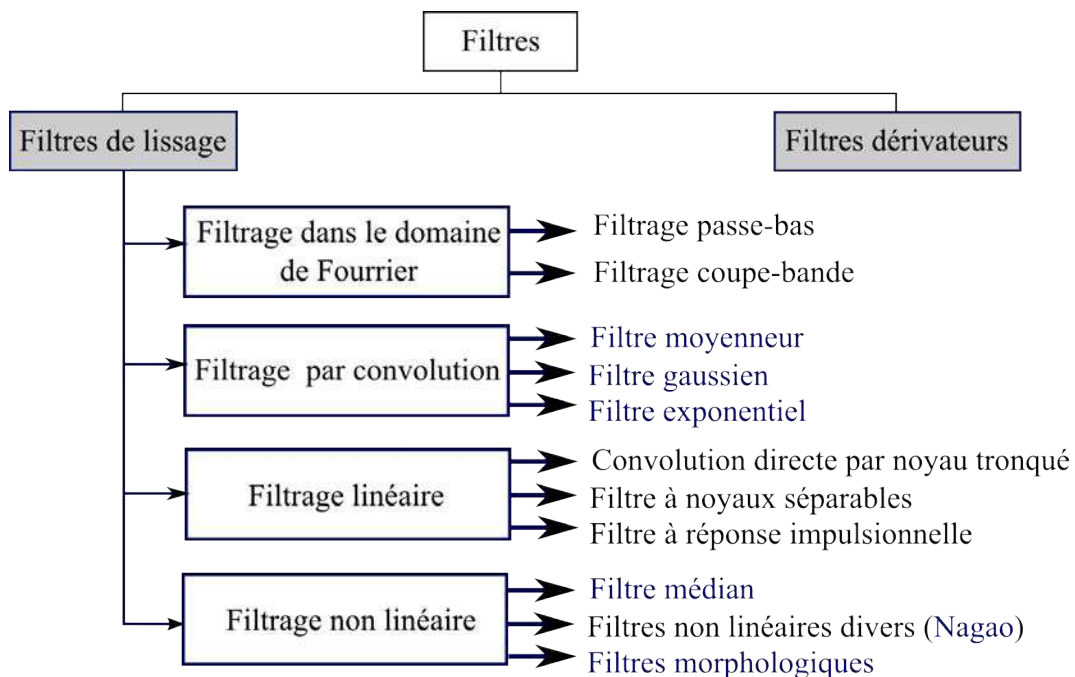 Filtres
Filtres de lissage
Filtres dérivateurs
Filtrage dans le domaine
de Fourrier
Filtrage passe-bas
Filtrage coupe-bande
Filtrage par convolution
Filtre moyenneur
Filtre gaussien
Filtre exponentiel
Filtrage linéaire
Convolution directe par noyau tronqué
Filtre à noyaux séparables
Filtre à réponse impulsionnelle
Filtrage non linéaire
Filtre médian
Filtres non linéaires divers (Nagao)
Filtres morphologiques